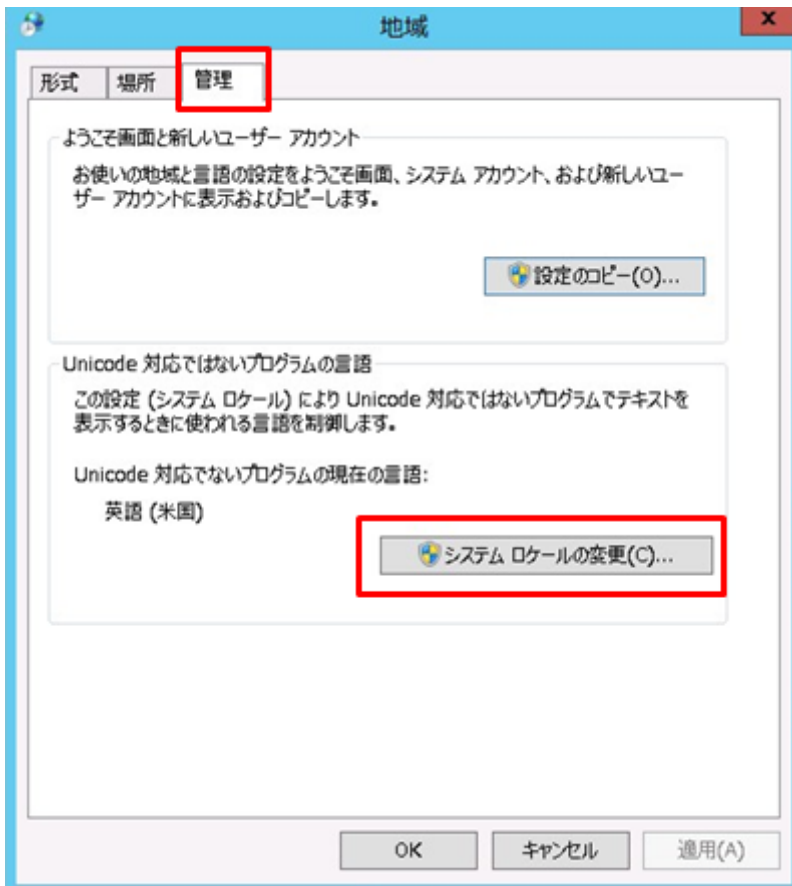 地域
x
形式
場所
管理
ようこそ画面と新しいユーザー アカウント
お使いの地域と言語の設定をようこそ画面、システム アカウント、および新しいユー
ザー アカウントに表示およびコピーします。
設定のコピー(O)...
Unicode 対応ではないプログラムの言語
この設定 (システム ロケール) により Unicode 対応ではないプログラムでテキストを
表示するときに使われる言語を制御します。
Unicode 対応でないプログラムの現在の言語:
英語 (米国)
システム ロケールの変更(C)...
OK
キャンセル
適用(A)